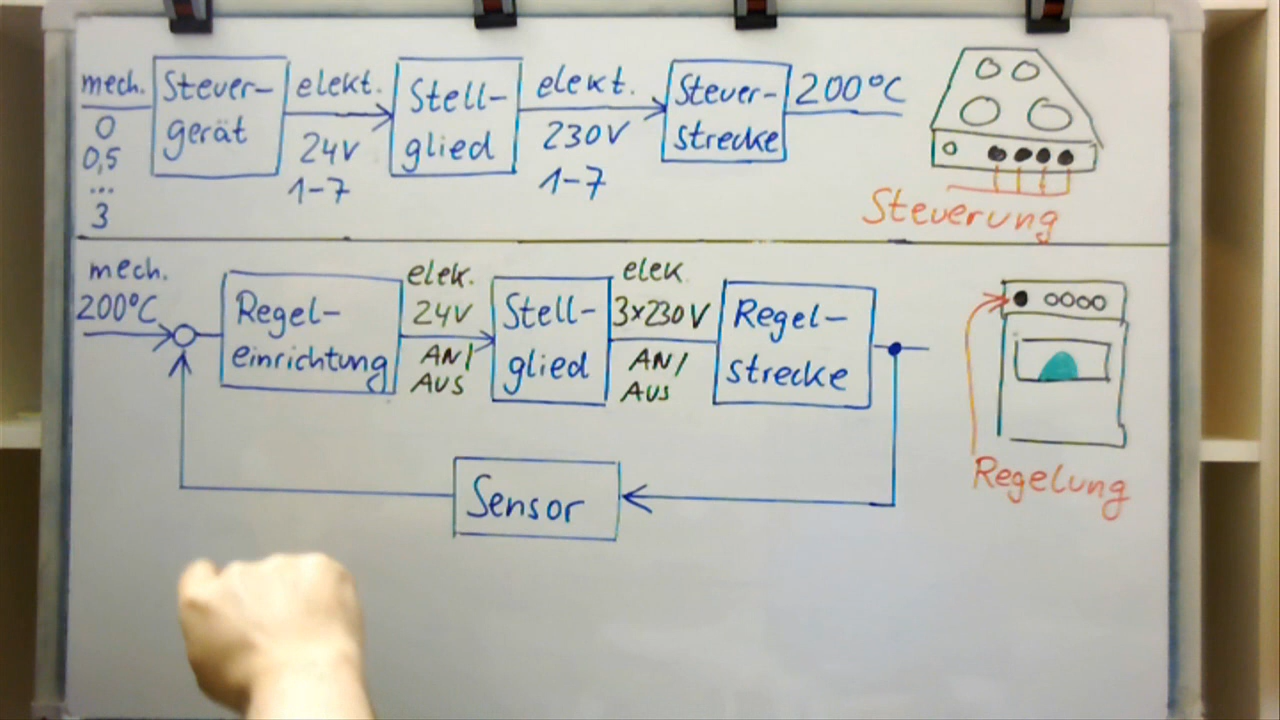 mech.
0
0,5
...
3
Steuer-
gerät
elekt.
24V
1-7
Stell-
glied
elekt.
230V
1-7
Steuer-
strecke
200°C
Steuerung
mech.
200°C
Regel-
einrichtung
elek.
24V
AN/
AUS
Stell-
glied
elek
3x230V
AN/
AUS
Regel-
strecke
Sensor
Regelung